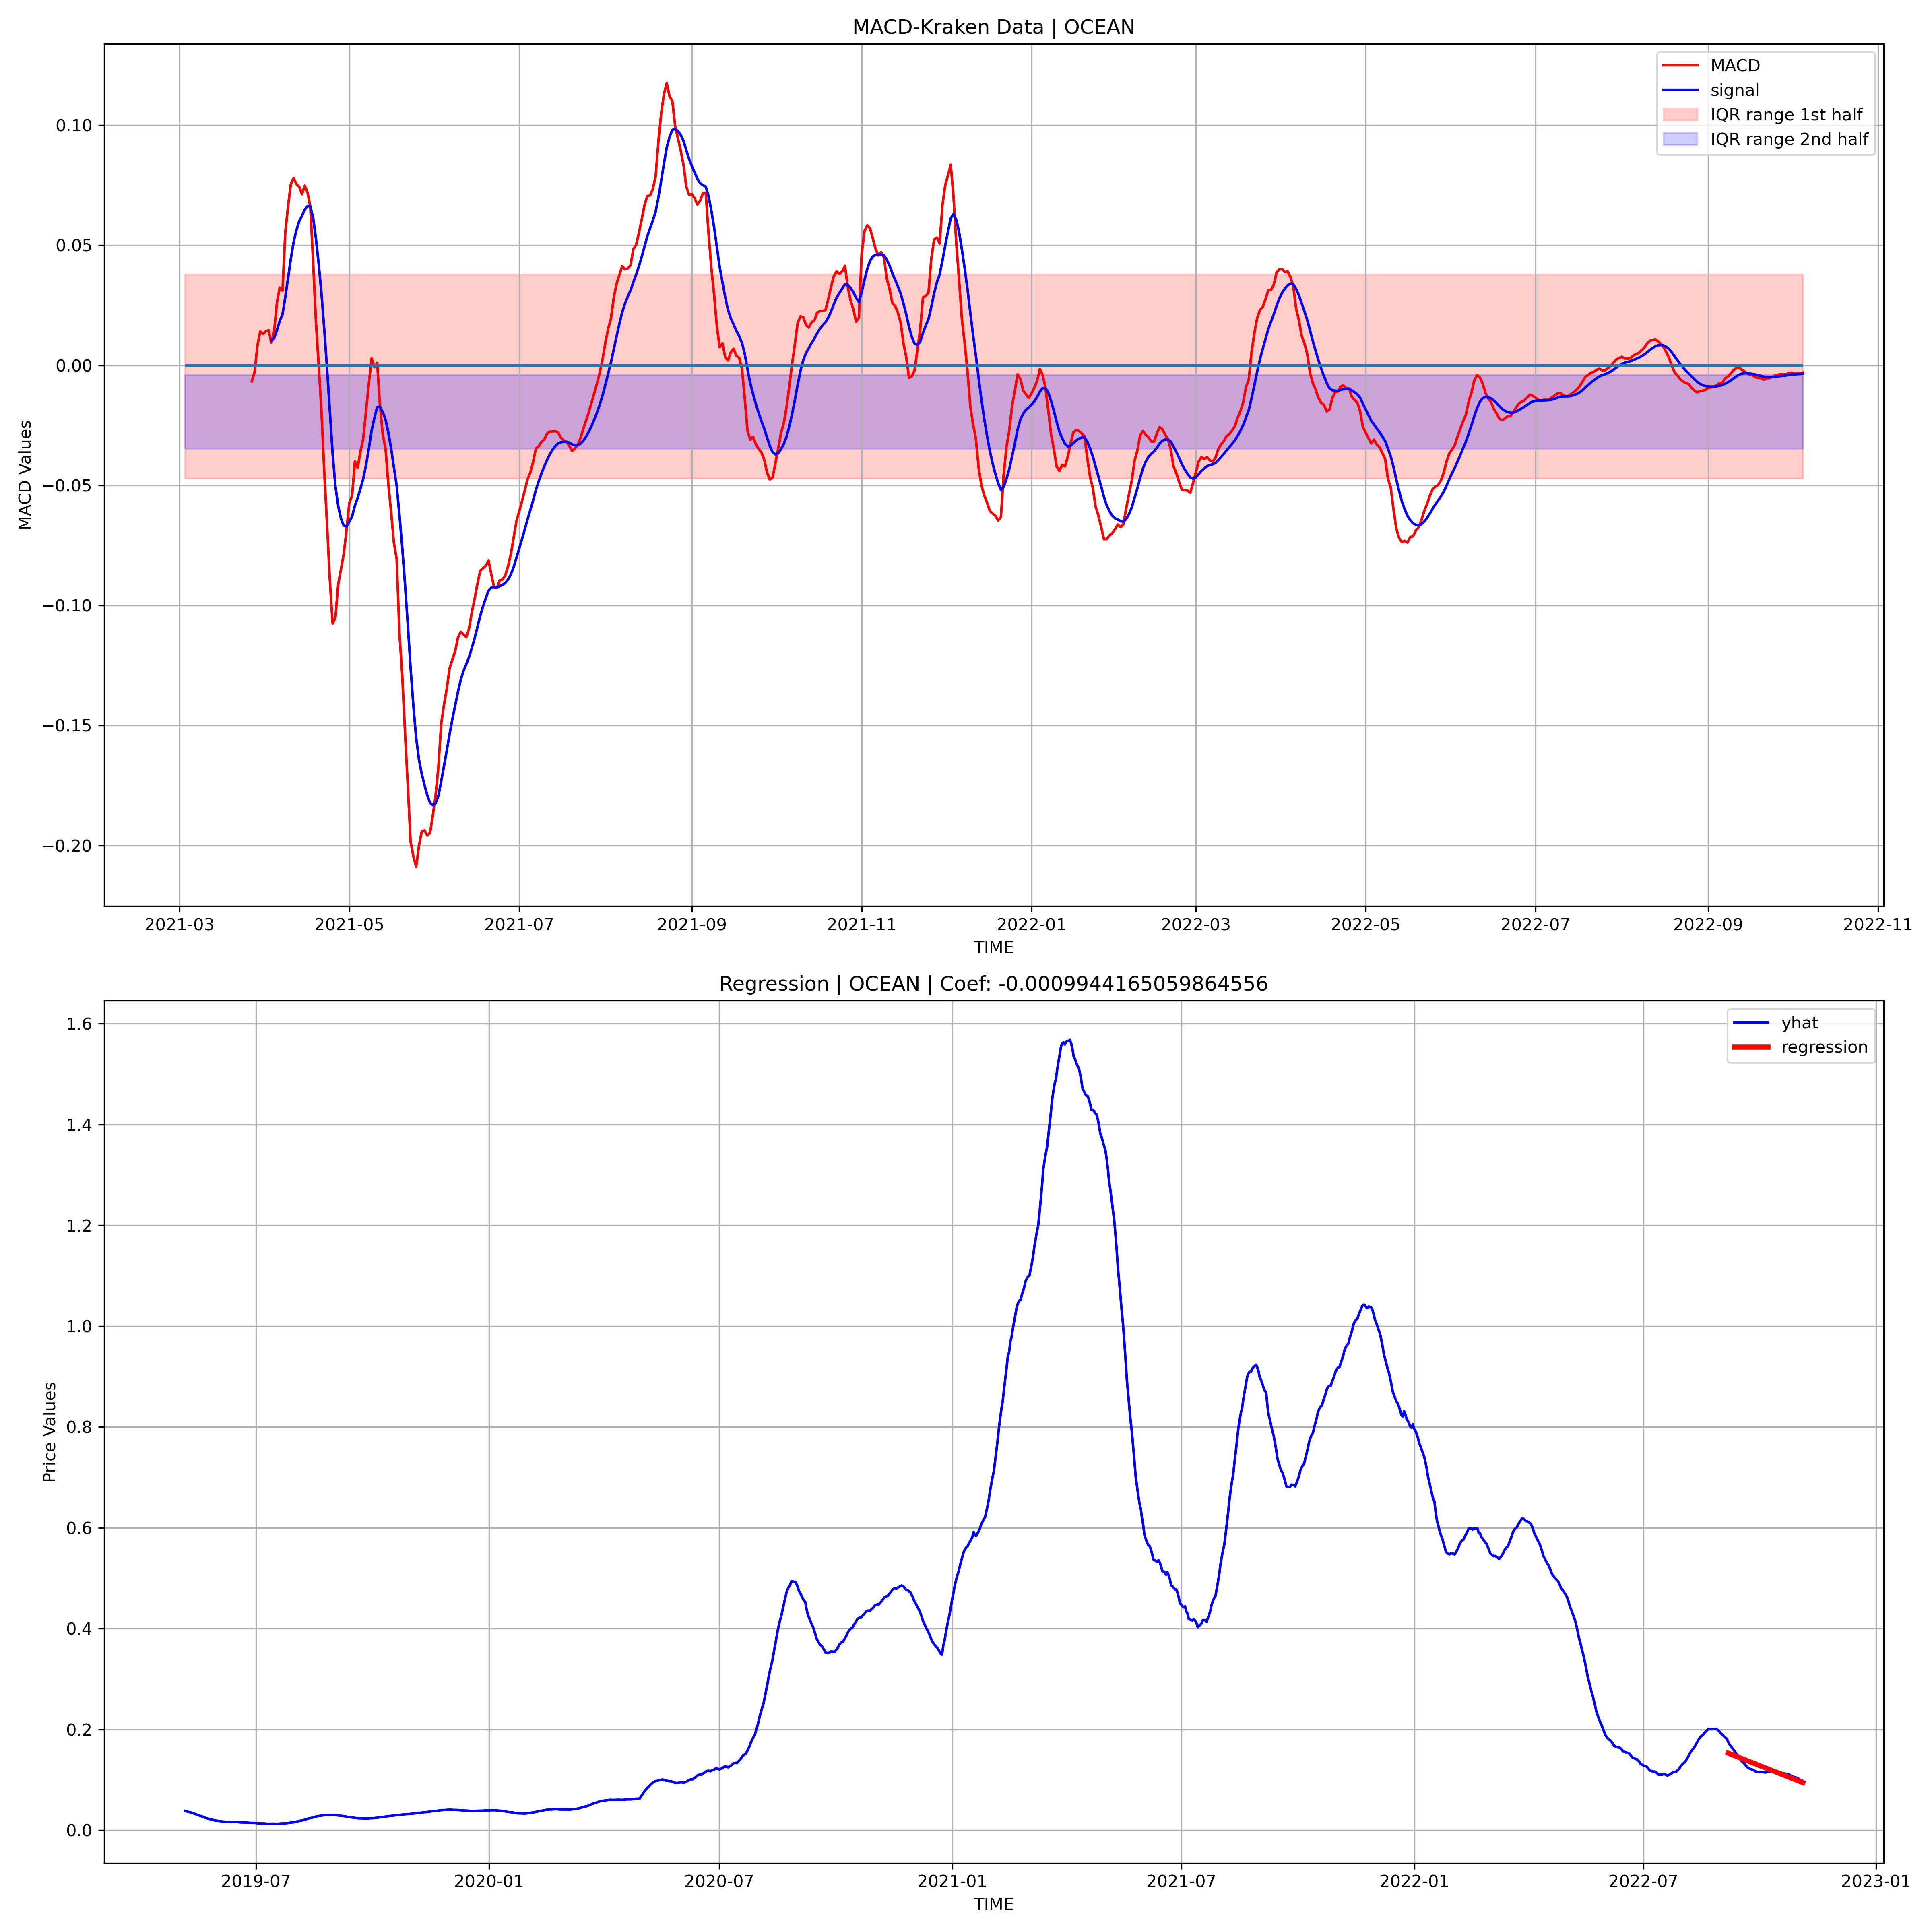 MACD-Kraken Data | OCEAN
MACD
signal
IQR range 1st half
IQR range 2nd half
0.10
0.05
0.00
−0.05
−0.10
−0.15
−0.20
MACD Values
2021-03 2021-05 2021-07 2021-09 2021-11 2022-01 2022-03 2022-05 2022-07 2022-09 2022-11
TIME
Regression | OCEAN | Coef: -0.0009944165059864556
yhat
regression
1.6
1.4
1.2
1.0
0.8
0.6
0.4
0.2
0.0
Price Values
2019-07 2020-01 2020-07 2021-01 2021-07 2022-01 2022-07 2023-01
TIME